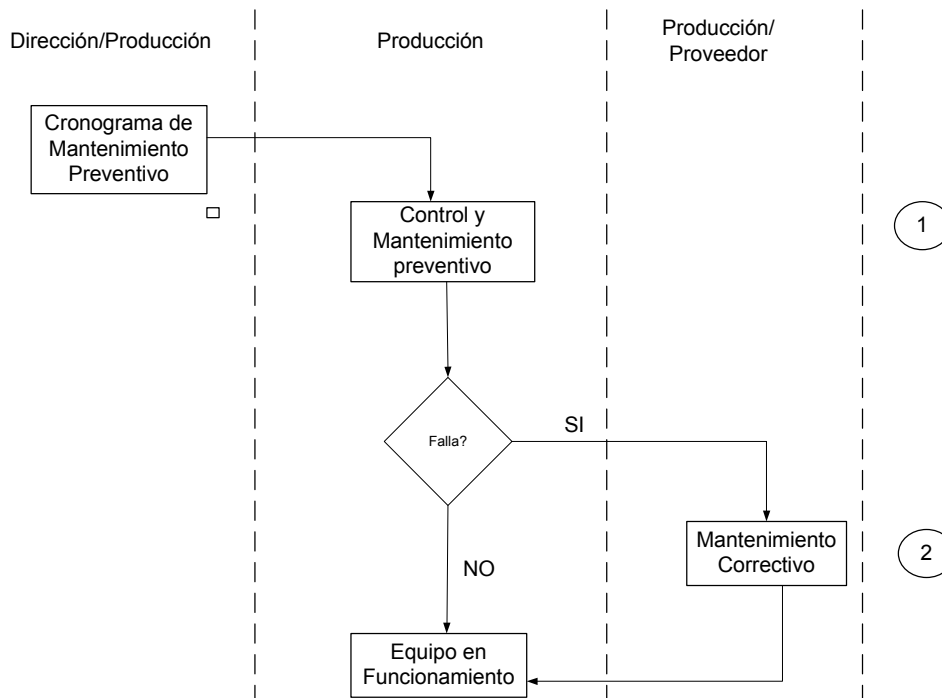 Dirección/Producción
Producción
Producción/
Proveedor
Cronograma de
Mantenimiento
Preventivo
Control y
Mantenimiento
preventivo
1
Falla?
SI
NO
Mantenimiento
Correctivo
2
Equipo en
Funcionamiento